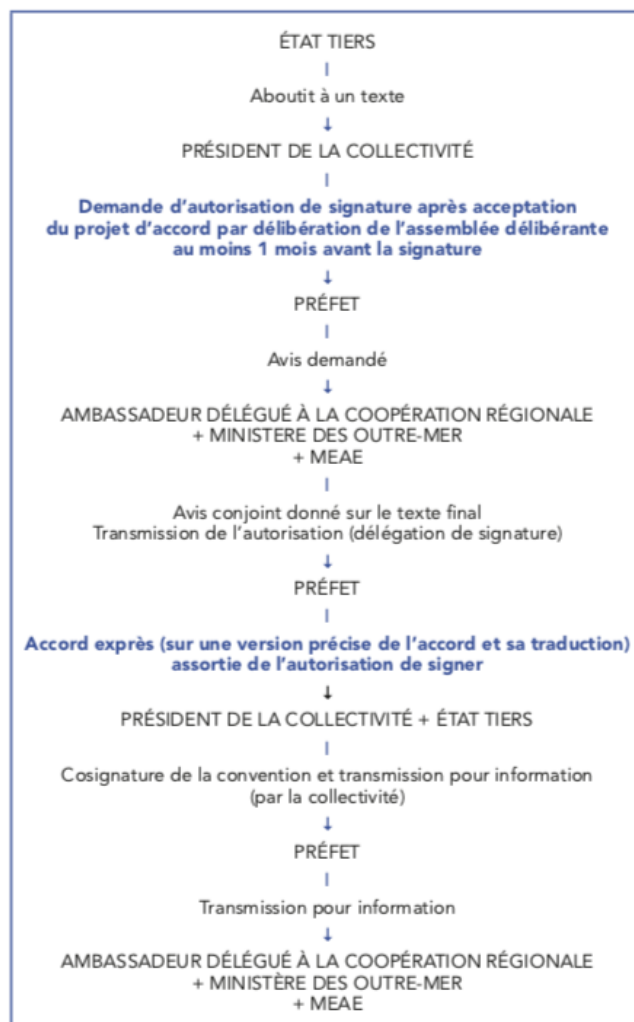 ÉTAT TIERS
Aboutit à un texte
PRÉSIDENT DE LA COLLECTIVITÉ
Demande d'autorisation de signature après acceptation
du projet d'accord par délibération de l'assemblée délibérante
au moins 1 mois avant la signature
PRÉFET
Avis demandé
AMBASSADEUR DÉLÉGUÉ À LA COOPÉRATION RÉGIONALE
+ MINISTERE DES OUTRE-MER
+ MEAE
Avis conjoint donné sur le texte final
Transmission de l'autorisation (délégation de signature)
PRÉFET
Accord exprès (sur une version précise de l'accord et sa traduction)
assortie de l'autorisation de signer
PRÉSIDENT DE LA COLLECTIVITÉ + ÉTAT TIERS
Cosignature de la convention et transmission pour information
(par la collectivité)
PRÉFET
Transmission pour information
AMBASSADEUR DÉLÉGUÉ À LA COOPÉRATION RÉGIONALE
+ MINISTÈRE DES OUTRE-MER
+ MEAE